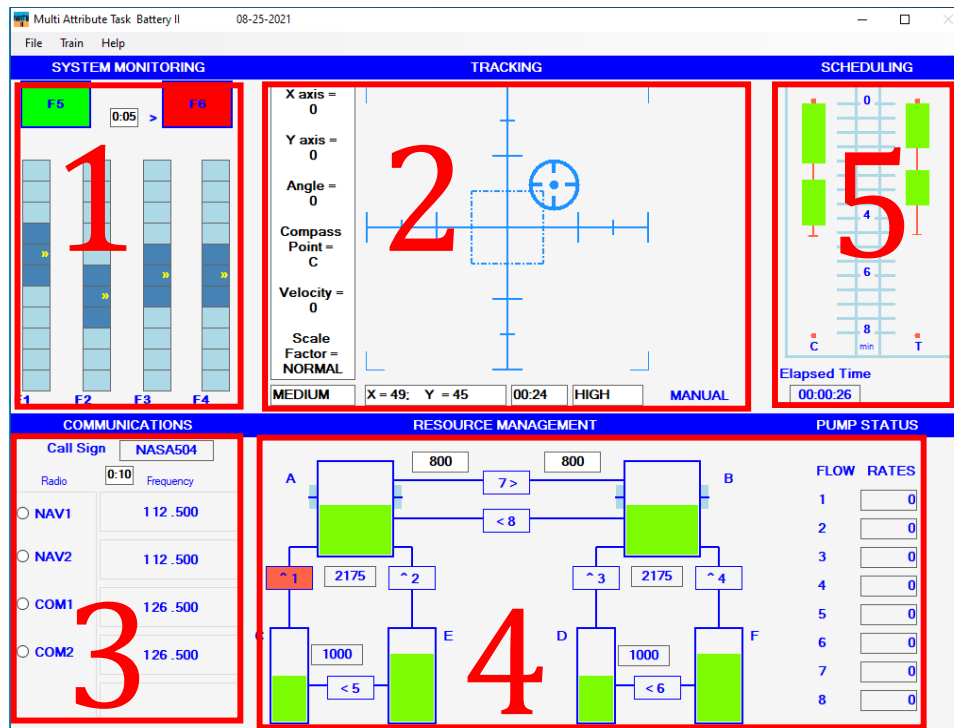 Multi Attribute Task Battery II 08-25-2021
File Train Help
SYSTEM MONITORING TRACKING SCHEDULING
F5 0:05 > F6
1
» » » »
F1 F2 F3 F4
X axis =
0
Y axis =
0
Angle =
0
Compass
Point =
C
Velocity =
0
Scale
Factor =
NORMAL
2
MEDIUM X = 49; Y = 45 00:24 HIGH MANUAL
0
4
6
8
C min T
5
Elapsed Time
00:00:26
COMMUNICATIONS RESOURCE MANAGEMENT PUMP STATUS
Call Sign NASA504
Radio 0:10 Frequency
NAV1 112.500
NAV2 112.500
COM1 126.500
COM2 126.500
3
800 800
A 7 > B
< 8
^ 1 2175 ^ 2 ^ 3 2175 ^ 4
C E D F
1000 1000
< 5 < 6
4
FLOW RATES
1 0
2 0
3 0
4 0
5 0
6 0
7 0
8 0